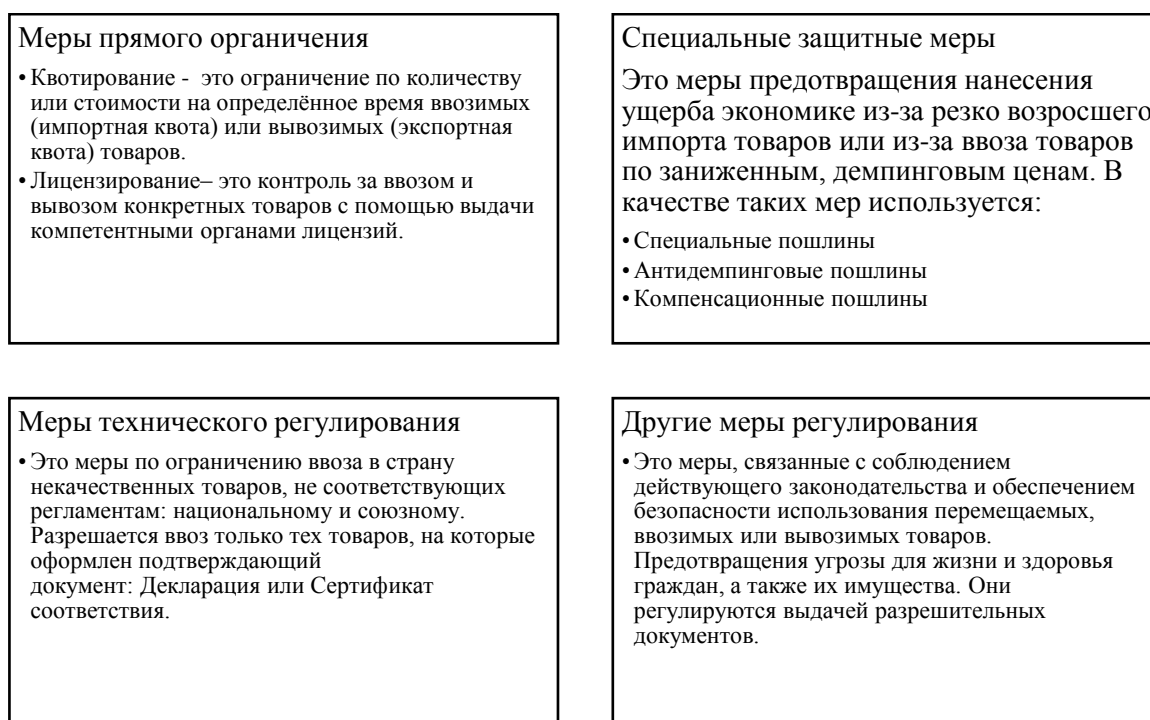 Меры прямого органичения
• Квотирование - это ограничение по количеству
или стоимости на определённое время ввозимых
(импортная квота) или вывозимых (экспортная
квота) товаров.
• Лицензирование– это контроль за ввозом и
вывозом конкретных товаров с помощью выдачи
компетентными органами лицензий.
Специальные защитные меры
Это меры предотвращения нанесения
ущерба экономике из-за резко возросшего
импорта товаров или из-за ввоза товаров
по заниженным, демпинговым ценам. В
качестве таких мер используется:
• Специальные пошлины
• Антидемпинговые пошлины
• Компенсационные пошлины
Меры технического регулирования
• Это меры по ограничению ввоза в страну
некачественных товаров, не соответствующих
регламентам: национальному и союзному.
Разрешается ввоз только тех товаров, на которые
оформлен подтверждающий
документ: Декларация или Сертификат
соответствия.
Другие меры регулирования
• Это меры, связанные с соблюдением
действующего законодательства и обеспечением
безопасности использования перемещаемых,
ввозимых или вывозимых товаров.
Предотвращения угрозы для жизни и здоровья
граждан, а также их имущества. Они
регулируются выдачей разрешительных
документов.